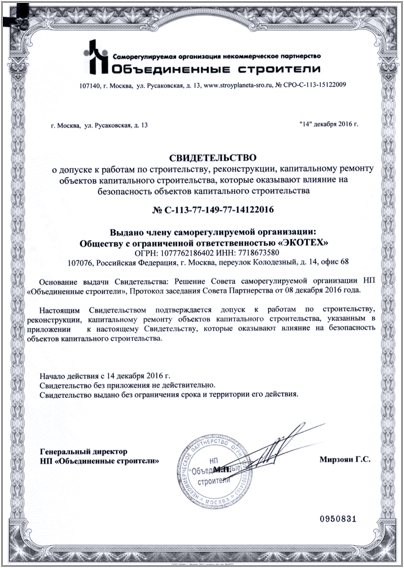 Саморегулируемая организация некоммерческое партнерство
Объединенные строители
107140, г. Москва, ул. Русаковская, д. 13, www.stroyplaneta-sro.ru, № СРО-С-113-15122009
г. Москва, ул. Русаковская, д. 13
"14" декабря 2016 г.
СВИДЕТЕЛЬСТВО
о допуске к работам по строительству, реконструкции, капитальному ремонту
объектов капитального строительства, которые оказывают влияние на
безопасность объектов капитального строительства
№ С-113-77-149-77-14122016
Выдано члену саморегулируемой организации:
Обществу с ограниченной ответственностью «ЭКОТЕХ»
ОГРН: 1077762186402 ИНН: 7718673580
107076, Российская Федерация, г. Москва, переулок Колодезный, д. 14, офис 68
Основание выдачи Свидетельства: Решение Совета саморегулируемой организации НП
«Объединенные строители», Протокол заседания Совета Партнерства от 08 декабря 2016 года.
Настоящим Свидетельством подтверждается допуск к работам по строительству,
реконструкции, капитальному ремонту объектов капитального строительства, указанным в
приложении к настоящему Свидетельству, которые оказывают влияние на безопасность
объектов капитального строительства.
Начало действия с 14 декабря 2016 г.
Свидетельство без приложения не действительно.
Свидетельство выдано без ограничения срока и территории его действия.
Генеральный директор
НП «Объединенные строители»
НП
"Объединенные
строители"
М.П.
Мирзоян Г.С.
0950831